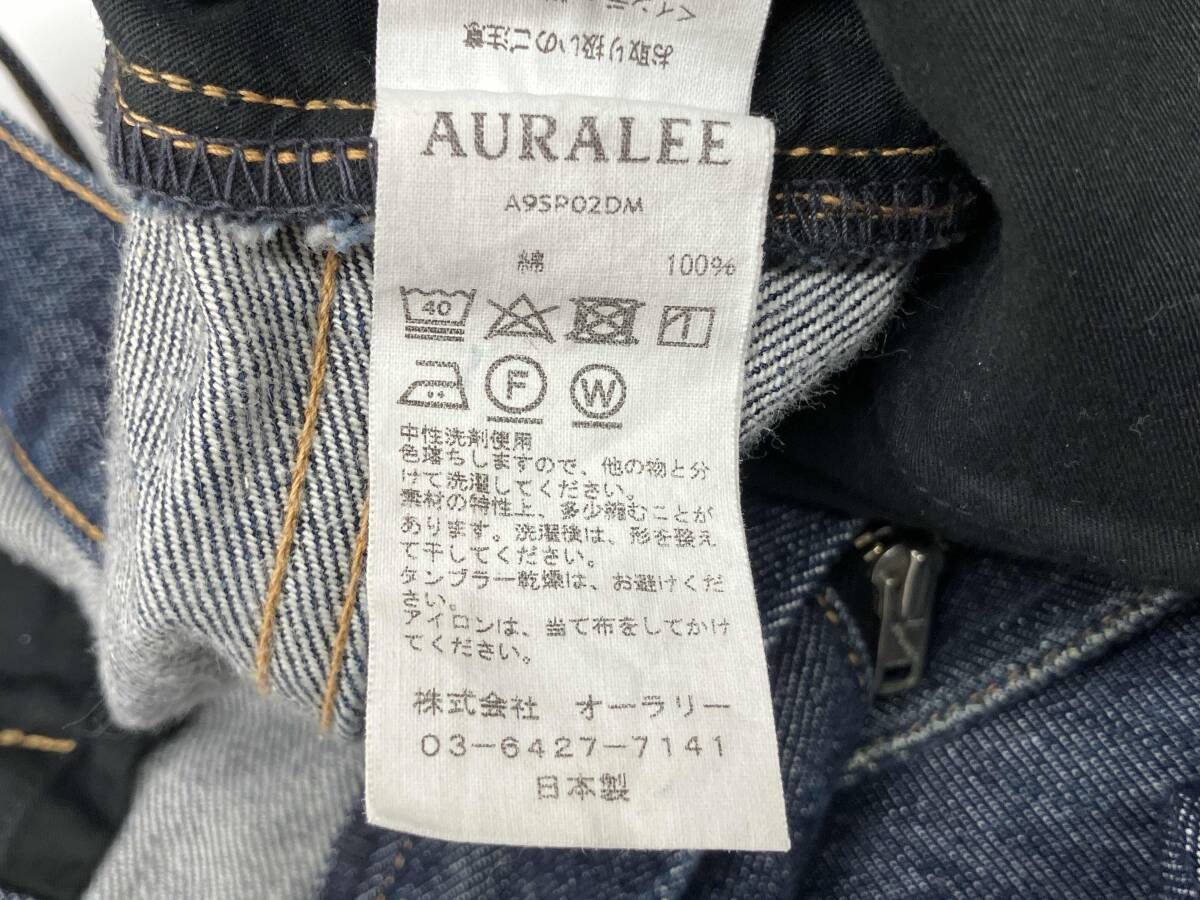 お取り扱いのご注意
AURALEE
A9SP02DM
綿 100%
40
F W
中性洗剤使用
色落ちしますので、他の物と分
けて洗濯してください。
素材の特性上、多少縮むことが
あります。洗濯後は、形を整え
て干してください。
タンブラー乾燥は、お避けくだ
さい。
アイロンは、当て布をしてかけ
てください。
株式会社 オーラリー
03-6427-7141
日本製